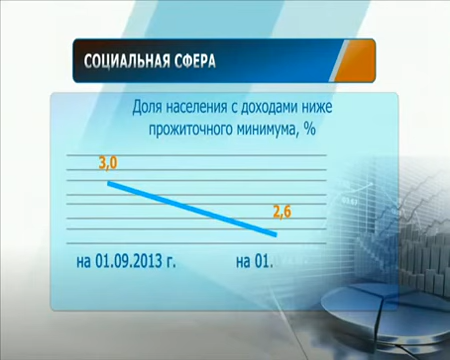 СОЦИАЛЬНАЯ СФЕРА
Доля населения с доходами ниже
прожиточного минимума, %
3,0
2,6
на 01.09.2013 г.
на 01.